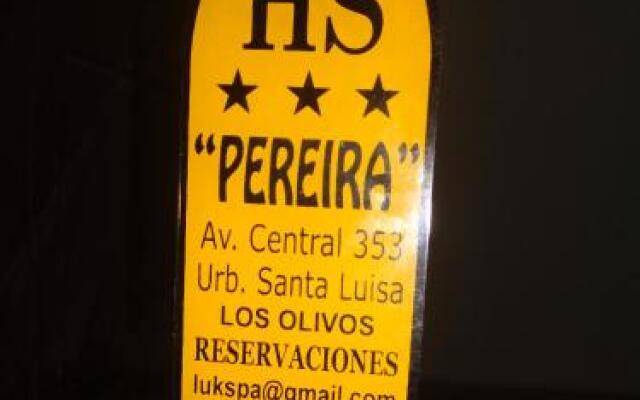 HS
★ ★ ★
"PEREIRA"
Av. Central 353
Urb. Santa Luisa
LOS OLIVOS
RESERVACIONES
lukspa@gmail.com